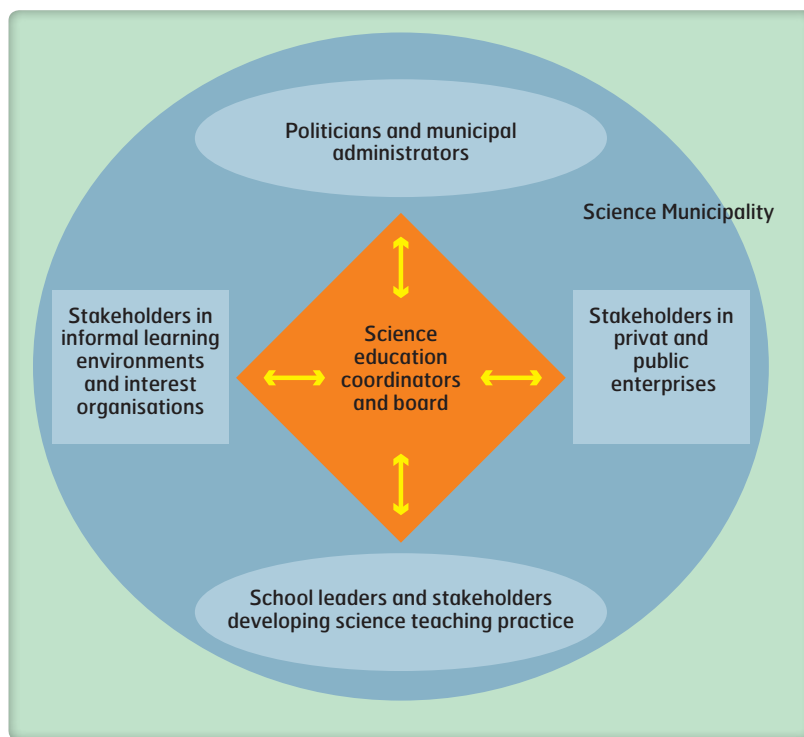 Politicians and municipal
administrators
Science Municipality
Stakeholders in
informal learning
environments
and interest
organisations
Science
education
coordinators
and board
Stakeholders in
privat and
public
enterprises
School leaders and stakeholders
developing science teaching practice